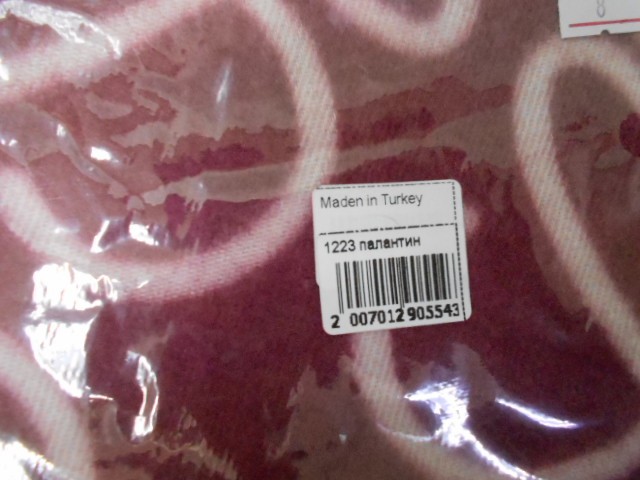 Maden in Turkey
1223 палантин
2 007012 905543